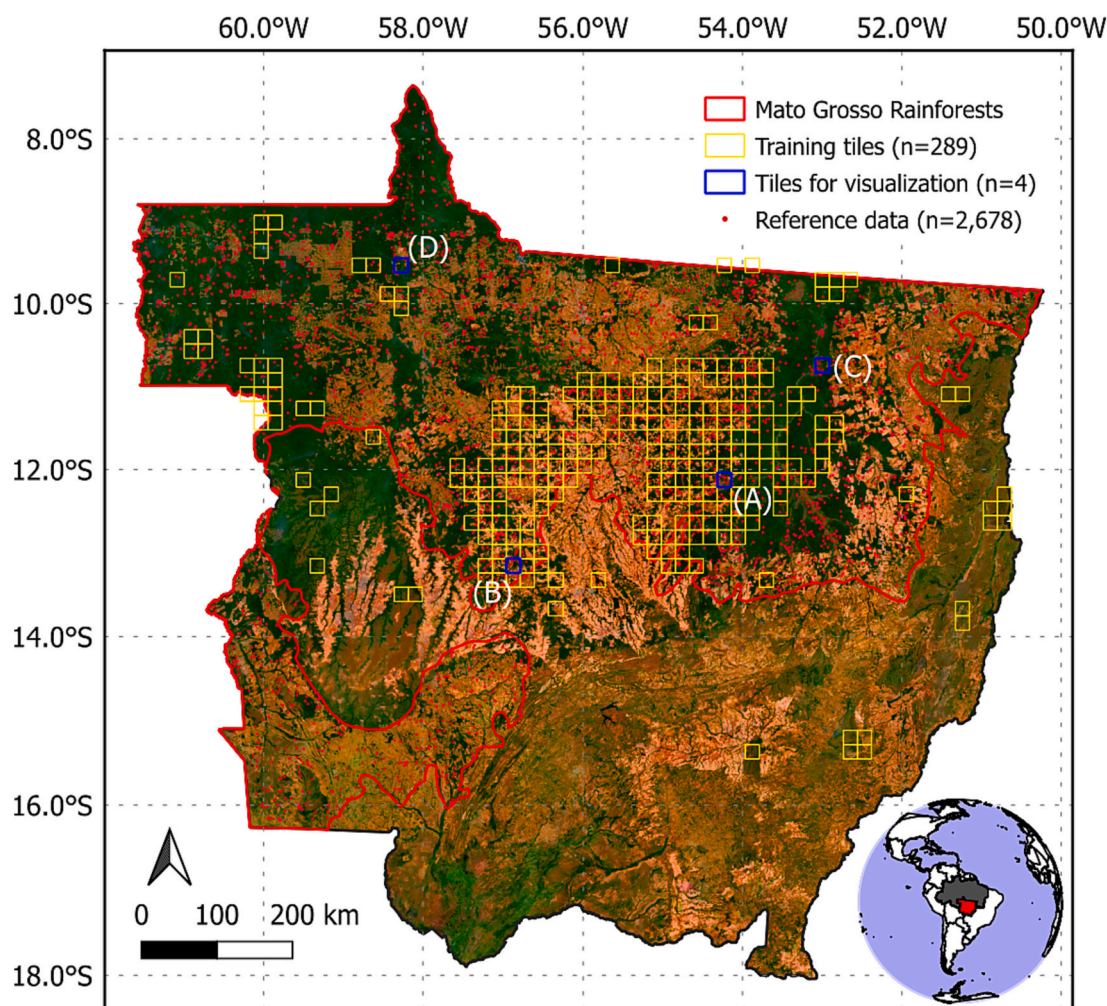 60.0°W 58.0°W 56.0°W 54.0°W 52.0°W 50.0°W
Mato Grosso Rainforests
8.0°S
Training tiles (n=289)
Tiles for visualization (n=4)
Reference data (n=2,678)
(D)
10.0°S
(C)
12.0°S
(A)
(B)
14.0°S
16.0°S
0 100 200 km
18.0°S